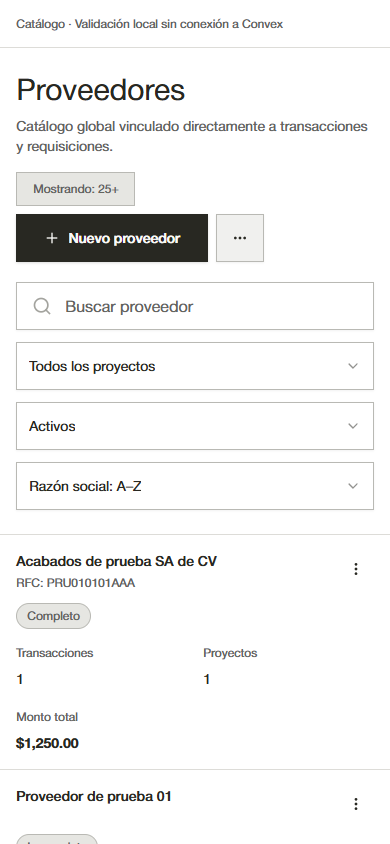 Catálogo · Validación local sin conexión a Convex
Proveedores
Catálogo global vinculado directamente a transacciones
y requisiciones.
Mostrando: 25+
+ Nuevo proveedor
Buscar proveedor
Todos los proyectos
Activos
Razón social: A–Z
Acabados de prueba SA de CV
RFC: PRU010101AAA
Completo
Transacciones
Proyectos
1
1
Monto total
$1,250.00
Proveedor de prueba 01